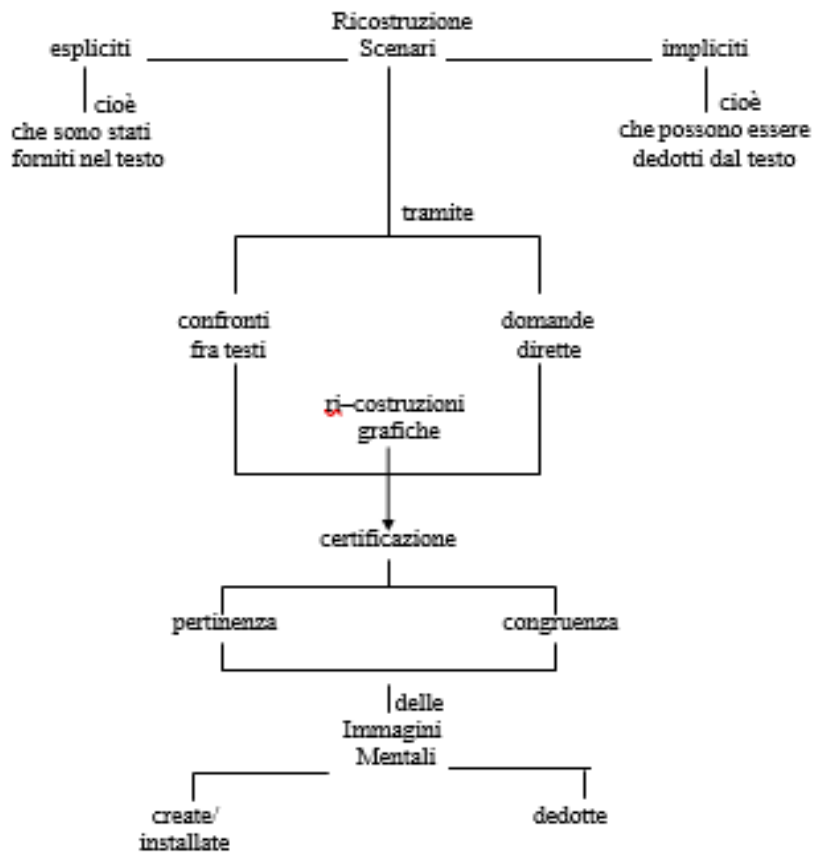 Ricostruzione
espliciti Scenari impliciti
cioè
che sono stati
forniti nel testo
cioè
che possono essere
dedotti dal testo
tramite
confronti
fra testi
domande
dirette
ri–costruzioni
grafiche
certificazione
pertinenza congruenza
delle
Immagini
Mentali
create/
installate
dedotte